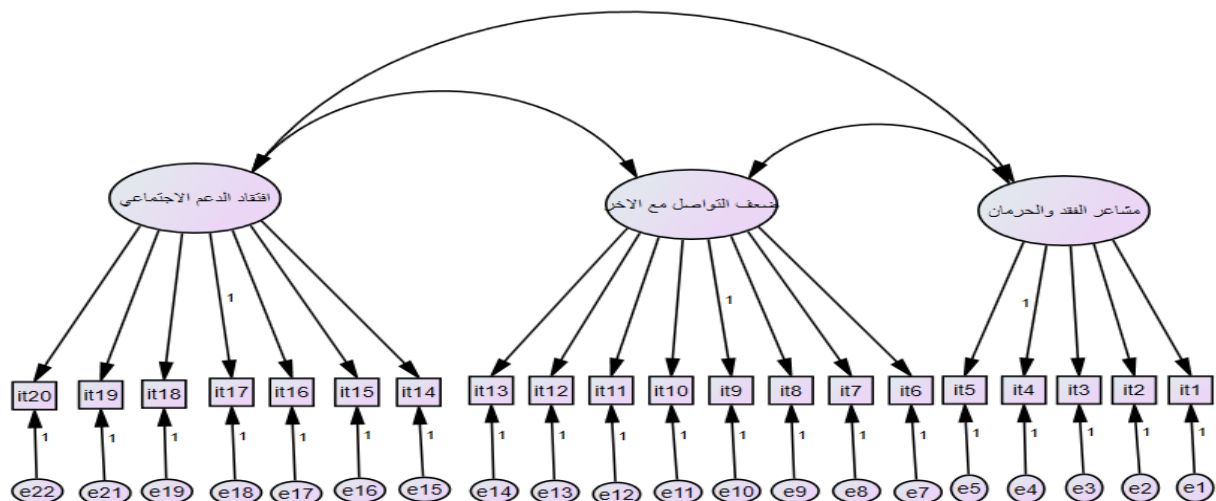 افتقاد الدعم الاجتماعي
ضعف التواصل مع الاخر
مشاعر الفقد والحرمان
1 1 1
it20 it19 it18 it17 it16 it15 it14 it13 it12 it11 it10 it9 it8 it7 it6 it5 it4 it3 it2 it1
1 1 1 1 1 1 1 1 1 1 1 1 1 1 1 1 1 1 1 1
e22 e21 e19 e18 e17 e16 e15 e14 e13 e12 e11 e10 e9 e8 e7 e5 e4 e3 e2 e1